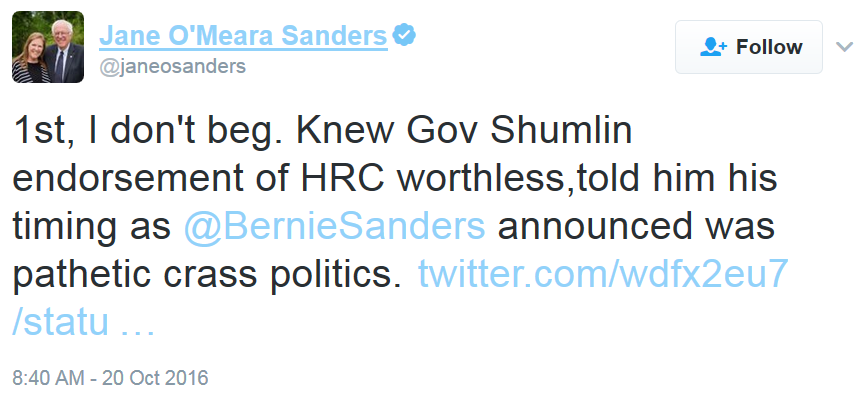 Jane O'Meara Sanders
@janeosanders
Follow
1st, I don't beg. Knew Gov Shumlin
endorsement of HRC worthless,told him his
timing as @BernieSanders announced was
pathetic crass politics. twitter.com/wdfx2eu7
/statu …
8:40 AM - 20 Oct 2016